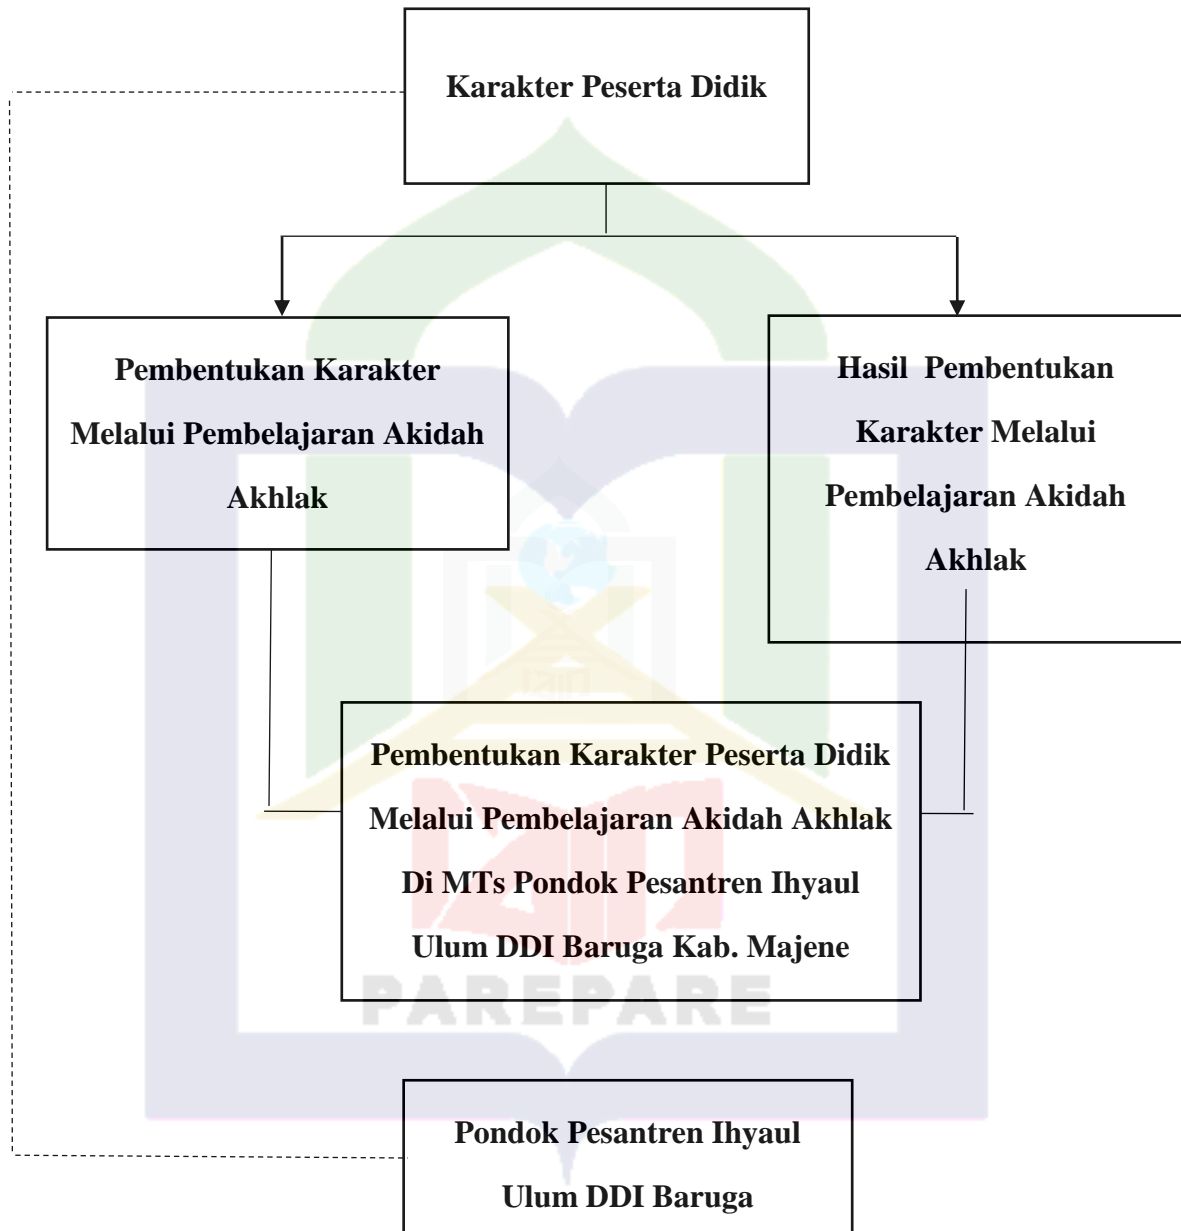 Karakter Peserta Didik
Pembentukan Karakter
Melalui Pembelajaran Akidah
Akhlak
Hasil Pembentukan
Karakter Melalui
Pembelajaran Akidah
Akhlak
iain
Pembentukan Karakter Peserta Didik
Melalui Pembelajaran Akidah Akhlak
Di MTs Pondok Pesantren Ihyaul
Ulum DDI Baruga Kab. Majene
PAREPARE
Pondok Pesantren Ihyaul
Ulum DDI Baruga